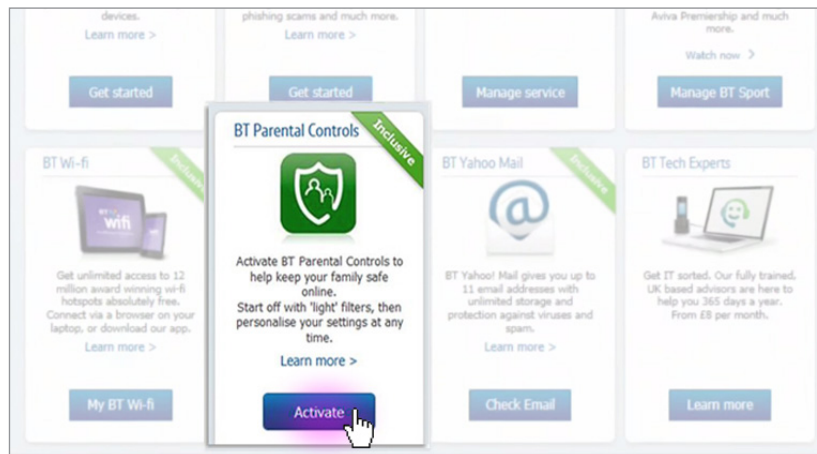 devices.
Learn more >
Get started
phishing scams and much more.
Learn more >
Get started
Manage service
Aviva Premiership and much
more.
Watch now >
Manage BT Sport
BT Wi-fi
Inclusive
BT
wifi
Get unlimited access to 12
million award winning wi-fi
hotspots absolutely free.
Connect via a browser on your
laptop, or download our app.
Learn more >
My BT Wi-fi
BT Parental Controls
Inclusive
Activate BT Parental Controls to
help keep your family safe
online.
Start off with 'light' filters, then
personalise your settings at any
time.
Learn more >
Activate
BT Yahoo Mail
Inclusive
@
BT Yahoo! Mail gives you up to
11 email addresses with
unlimited storage and
protection against viruses and
spam.
Learn more >
Check Email
BT Tech Experts
Get IT sorted. Our fully trained,
UK based advisors are here to
help you 365 days a year.
From £8 per month.
Learn more